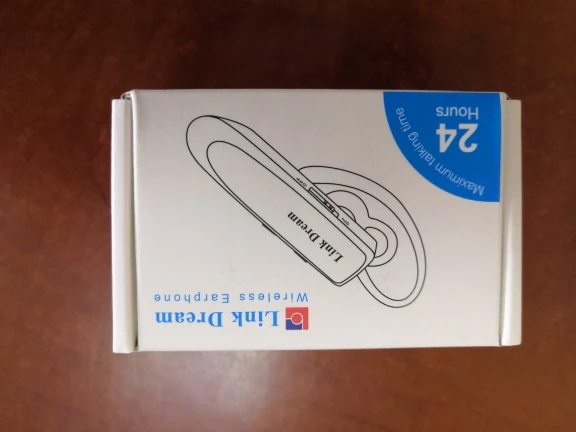 Link Dream
Wireless Earphone
Link Dream
24
Hours
Maximum talking time